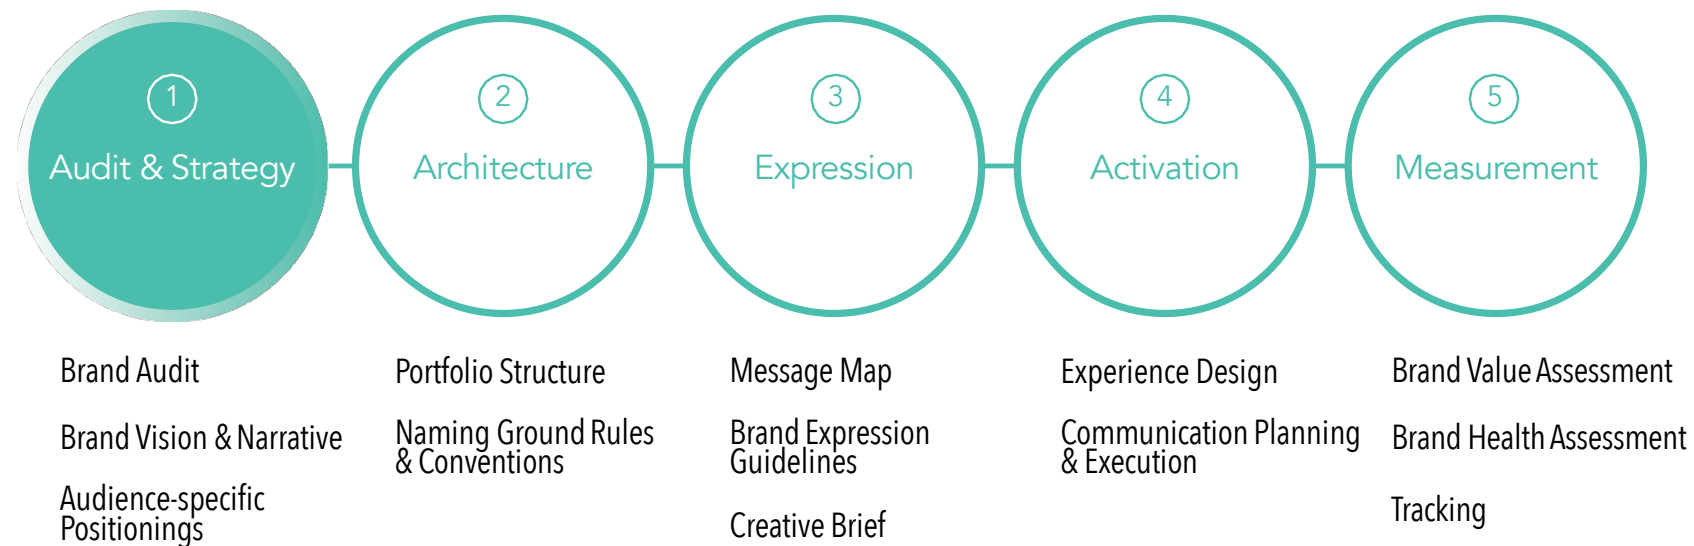 1
Audit & Strategy
2
Architecture
3
Expression
4
Activation
5
Measurement
Brand Audit
Brand Vision & Narrative
Audience-specific
Positionings
Portfolio Structure
Naming Ground Rules
& Conventions
Message Map
Brand Expression
Guidelines
Creative Brief
Experience Design
Communication Planning
& Execution
Brand Value Assessment
Brand Health Assessment
Tracking